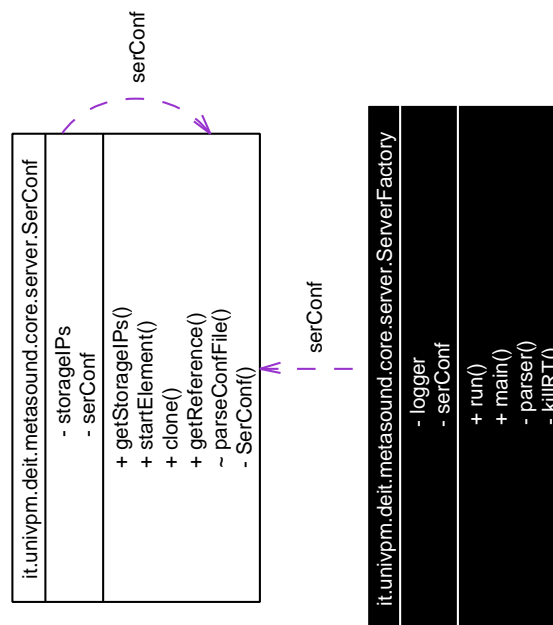 serConf
it.univpm.deit.metasound.core.server.SerConf
- storageIPs
- serConf
+ getStorageIPs()
+ startElement()
+ clone()
+ getReference()
~ parseConfFile()
- SerConf()
serConf
it.univpm.deit.metasound.core.server.ServerFactory
- logger
- serConf
+ run()
+ main()
- parser()
- killRT()